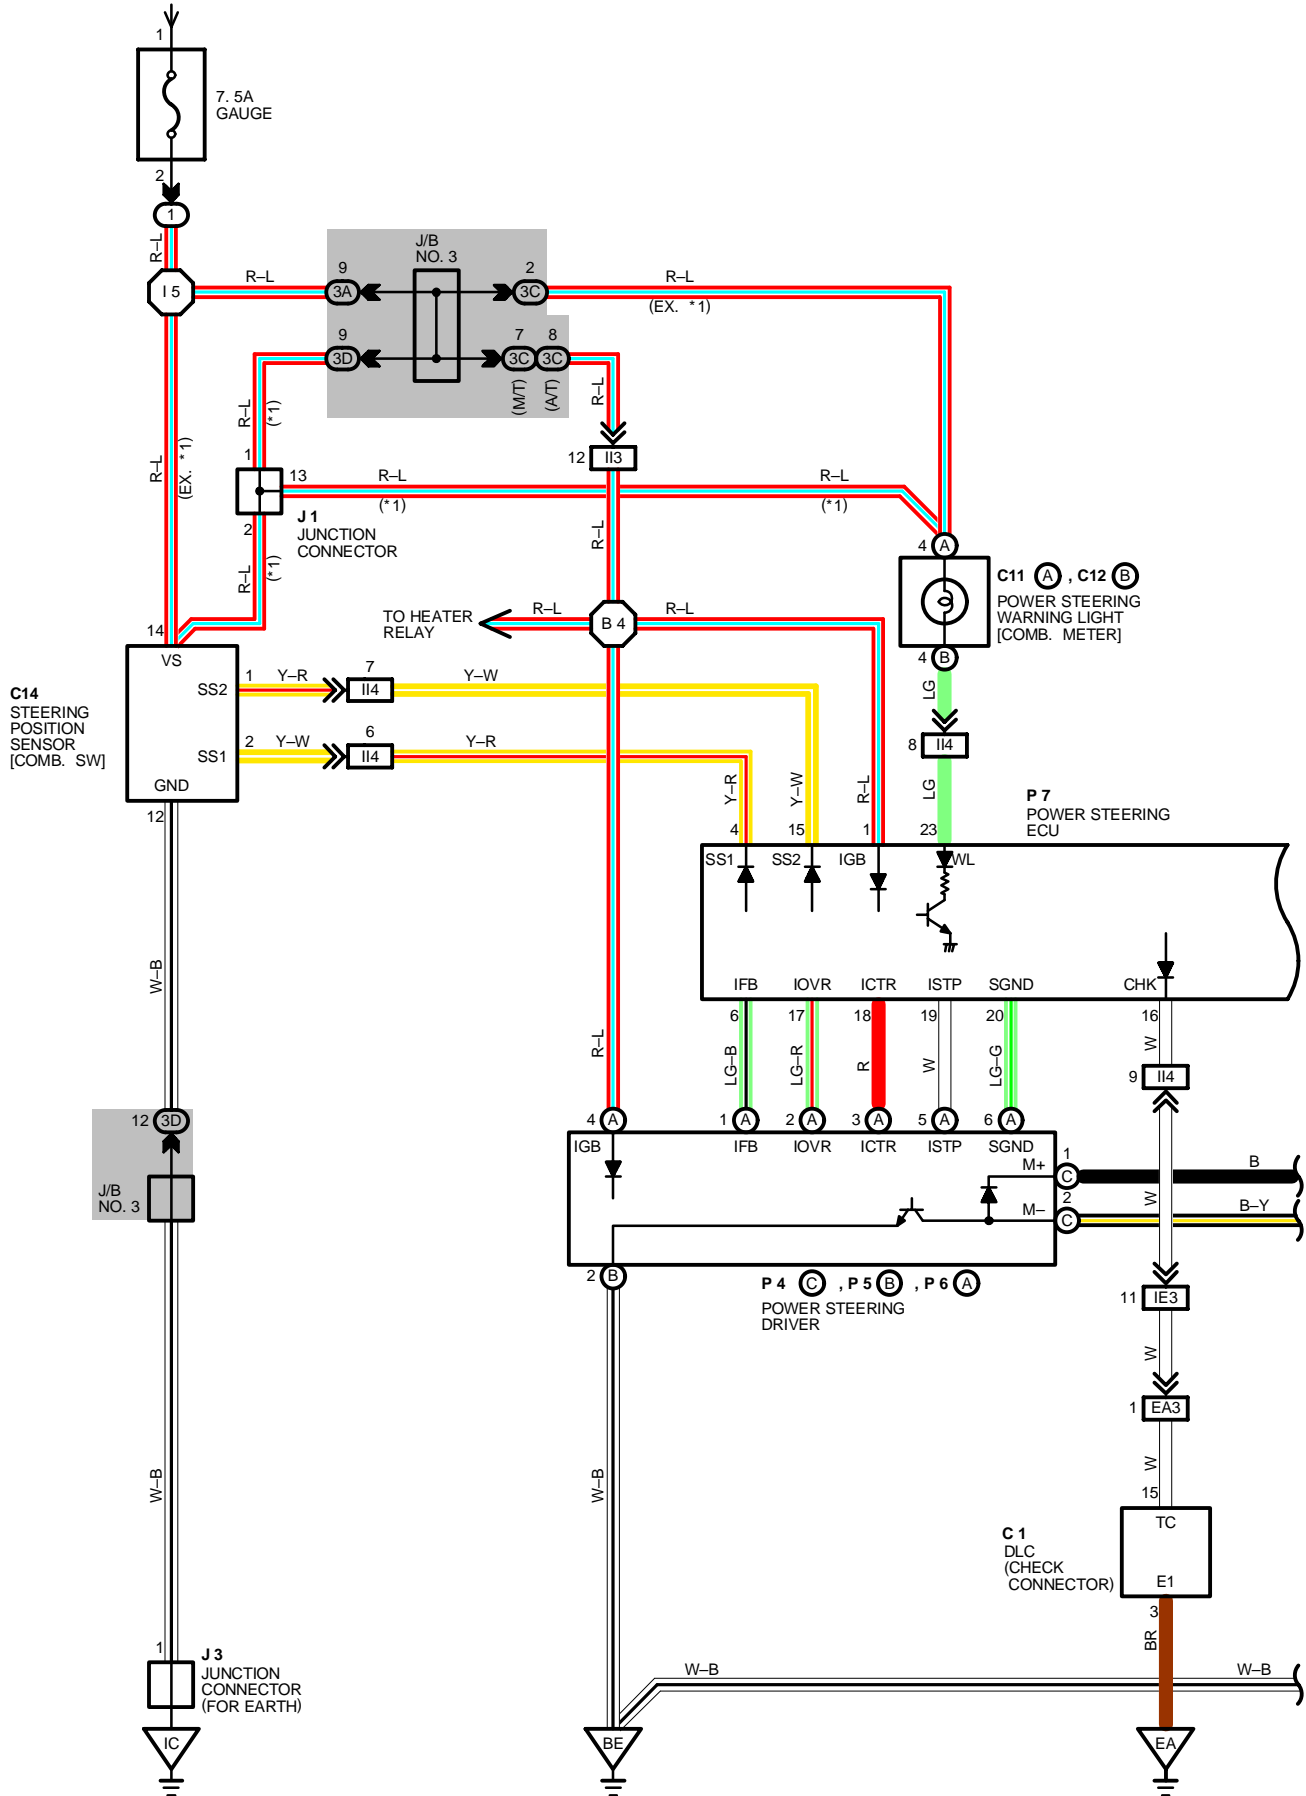 1
7. 5A
GAUGE
2
1
R–L
I 5
R–L
9
3A
J/B
NO. 3
2
3C
R–L
(EX. *1)
9
3D
7
3C
8
3C
(M/T)
(A/T)
R–L
R–L
(*1)
R–L
(EX. *1)
12
II3
1
13
R–L
(*1)
R–L
(*1)
2
J 1
JUNCTION
CONNECTOR
R–L
(*1)
R–L
4
A
C11 A , C12 B
POWER STEERING
WARNING LIGHT
[COMB. METER]
4
B
TO HEATER
RELAY
R–L
B 4
R–L
14
VS
C14
STEERING
POSITION
SENSOR
[COMB. SW]
SS2
1
Y–R
7
II4
Y–W
SS1
2
Y–W
6
II4
Y–R
GND
12
LG
8
II4
LG
Y–R
Y–W
R–L
P 7
POWER STEERING
ECU
4
15
1
23
SS1
SS2
IGB
WL
IFB
IOVR
ICTR
ISTP
SGND
CHK
6
17
18
19
20
16
W–B
R–L
LG–B
LG–R
R
W
LG–G
W
9
II4
12
3D
J/B
NO. 3
4
A
1
A
2
A
3
A
5
A
6
A
IGB
IFB
IOVR
ICTR
ISTP
SGND
M+
1
C
B
M–
2
C
B–Y
W
2
B
P 4 C , P 5 B , P 6 A
POWER STEERING
DRIVER
11
IE3
W
1
EA3
W–B
W–B
W
15
TC
C 1
DLC
(CHECK
CONNECTOR)
E1
3
BR
1
J 3
JUNCTION
CONNECTOR
(FOR EARTH)
W–B
W–B
IC
BE
EA